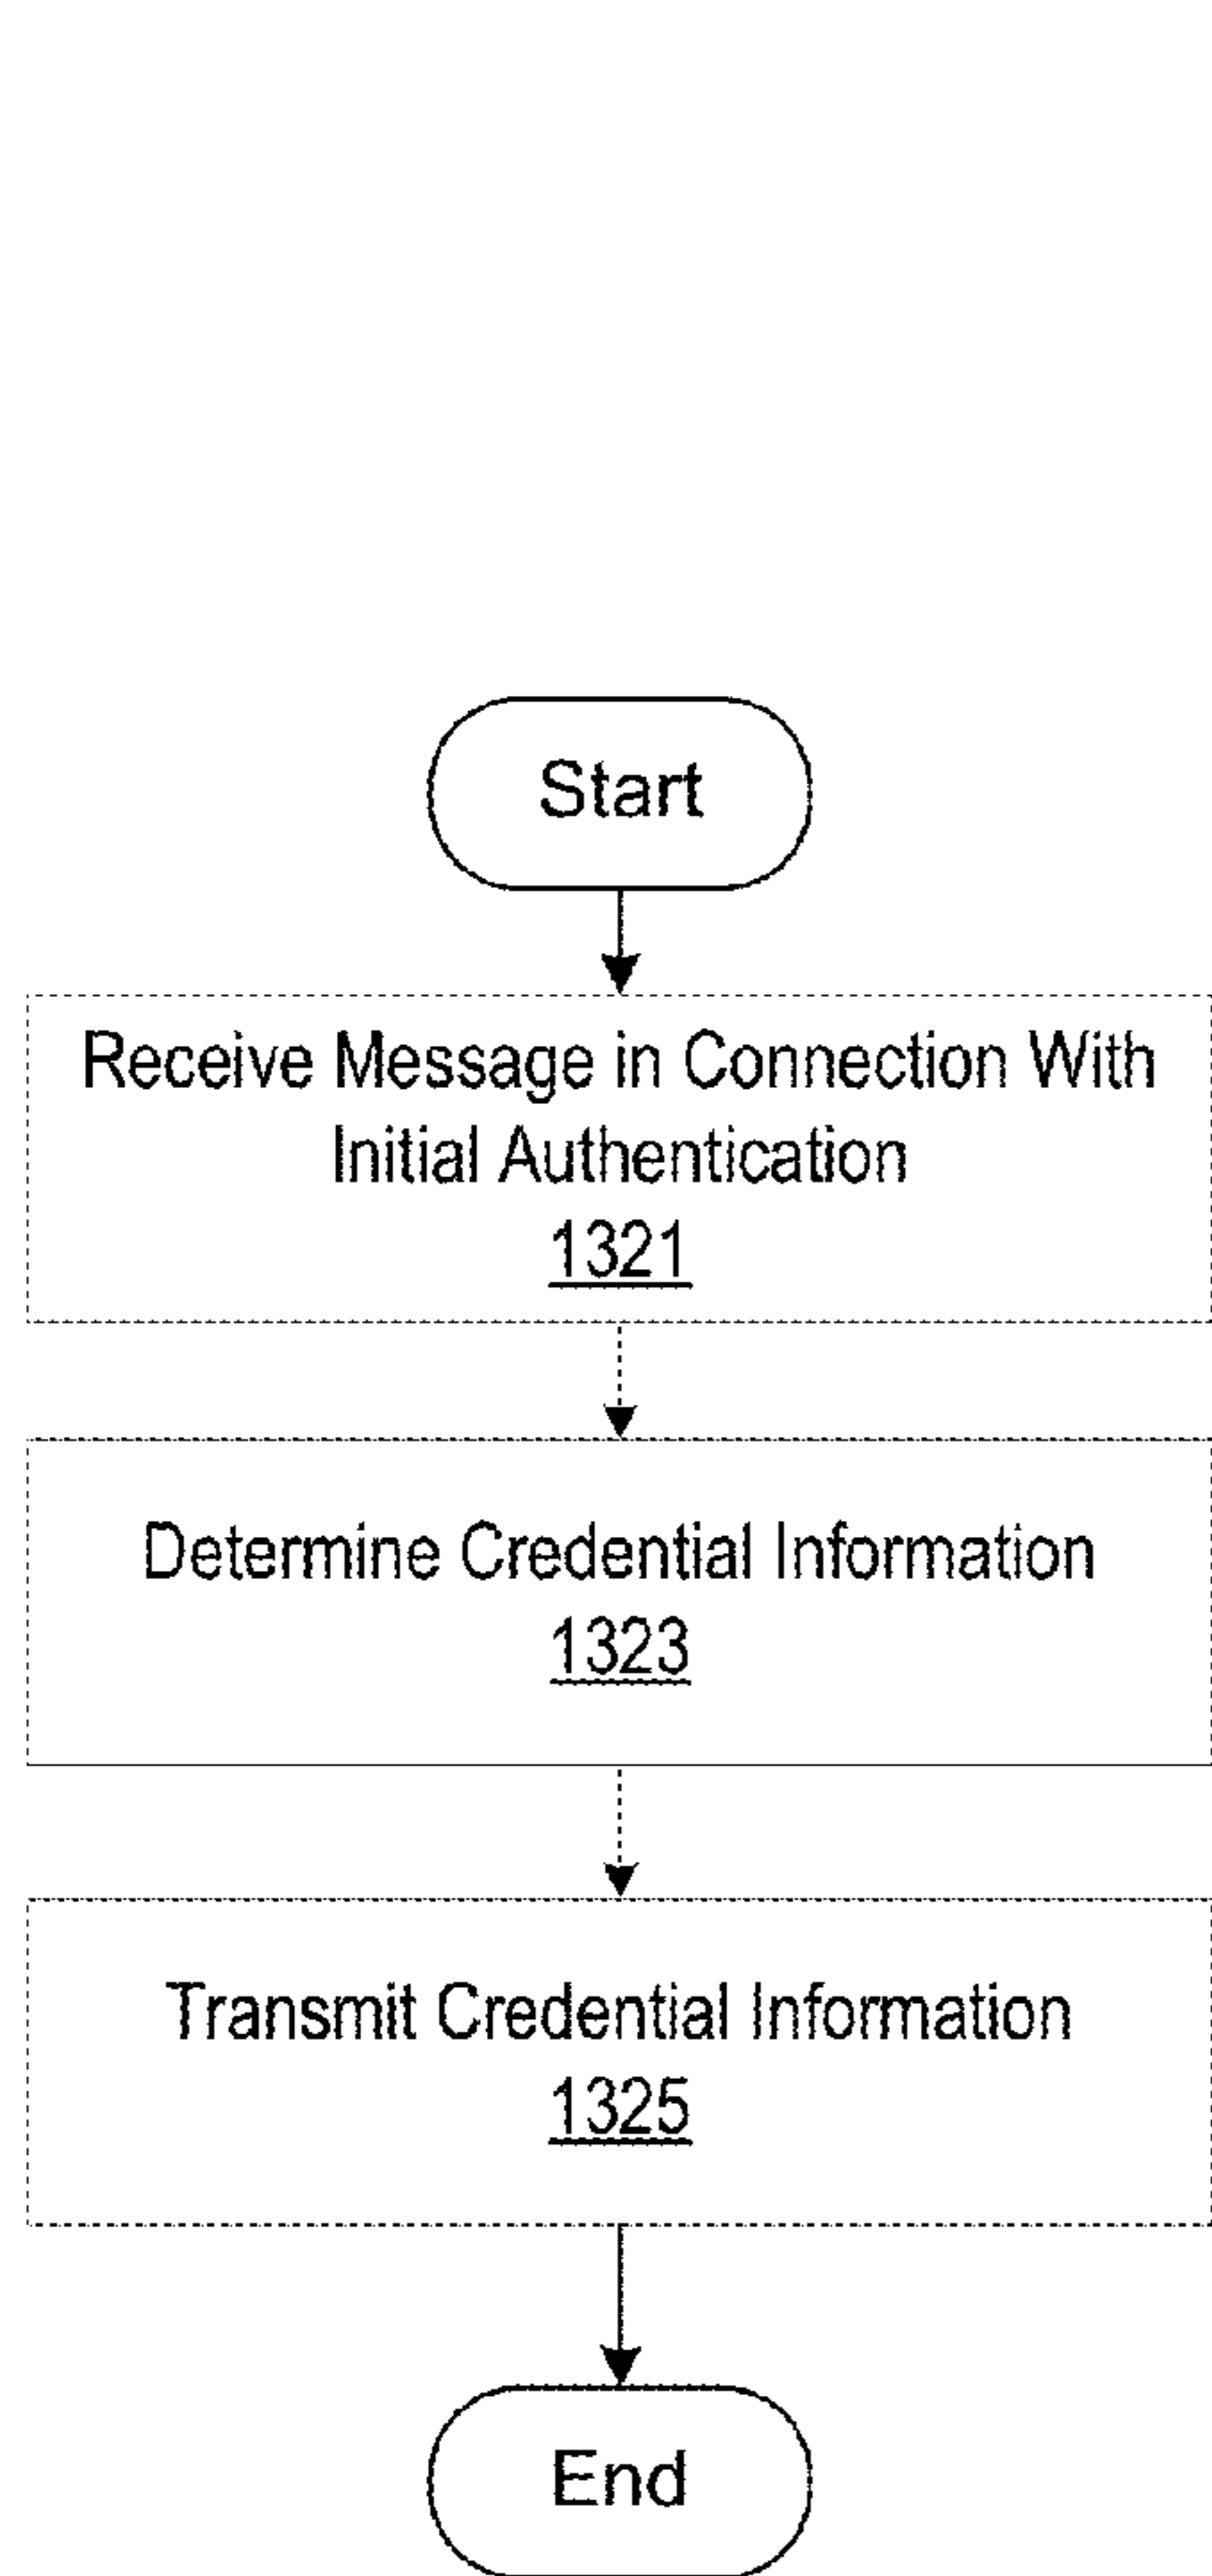 Start
Receive Message in Connection With
Initial Authentication
1321
Determine Credential Information
1323
Transmit Credential Information
1325
End